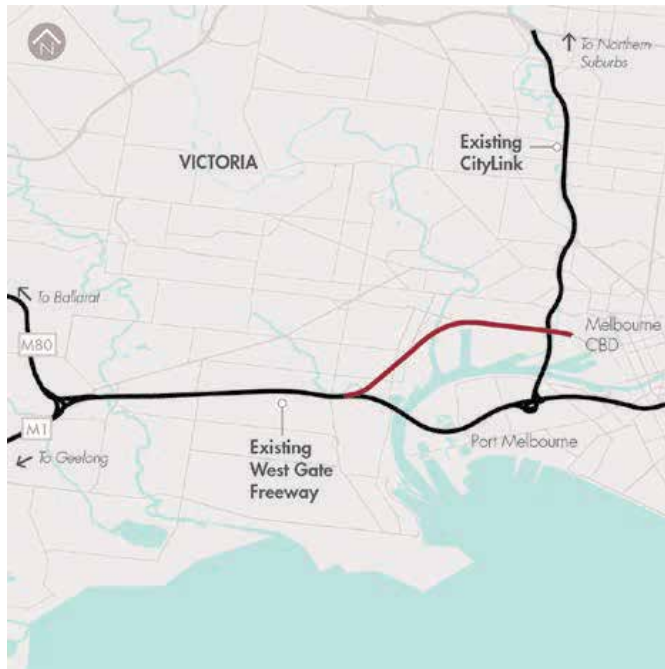 N
To Northern
Suburbs
Existing
CityLink
VICTORIA
To Ballarat
M80
Melbourne
CBD
M1
To Geelong
Existing
West Gate
Freeway
Port Melbourne